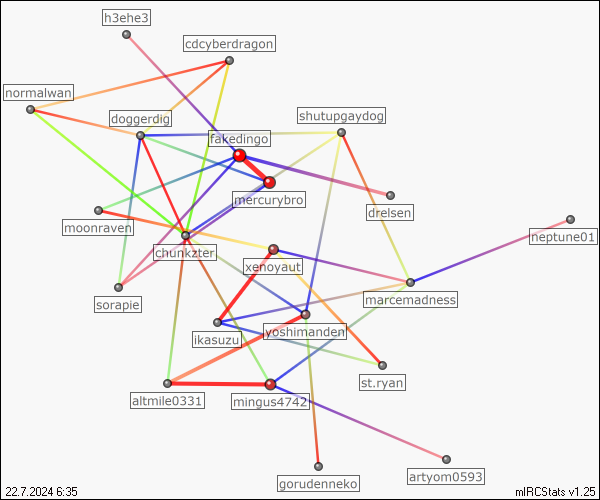 h3ehe3
cdcyberdragon
normalwan
doggerdig
shutupgaydog
fakedingo
mercurybro
drelsen
moonraven
neptune01
chunkzter
xenoyaut
sorapie
marcemadness
ikasuzu
yoshimanden
st.ryan
altmile0331
mingus4742
gorudenneko
artyom0593
22.7.2024 6:35
mIRCStats v1.25